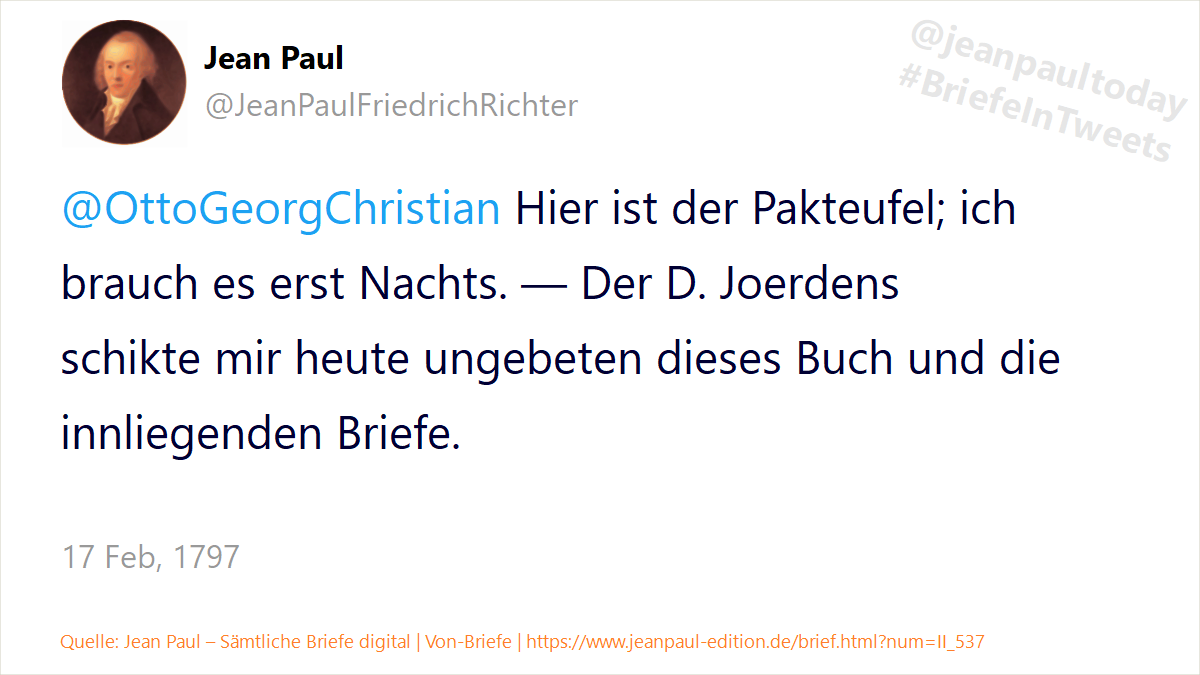 Jean Paul
@JeanPaulFriedrichRichter
@jeanpaultoday
#BriefeInTweets
@OttoGeorgChristian Hier ist der Pakteufel; ich
brauch es erst Nachts. — Der D. Joerdens
schikte mir heute ungebeten dieses Buch und die
innliegenden Briefe.
17 Feb, 1797
Quelle: Jean Paul – Sämtliche Briefe digital | Von-Briefe | https://www.jeanpaul-edition.de/brief.html?num=II_537